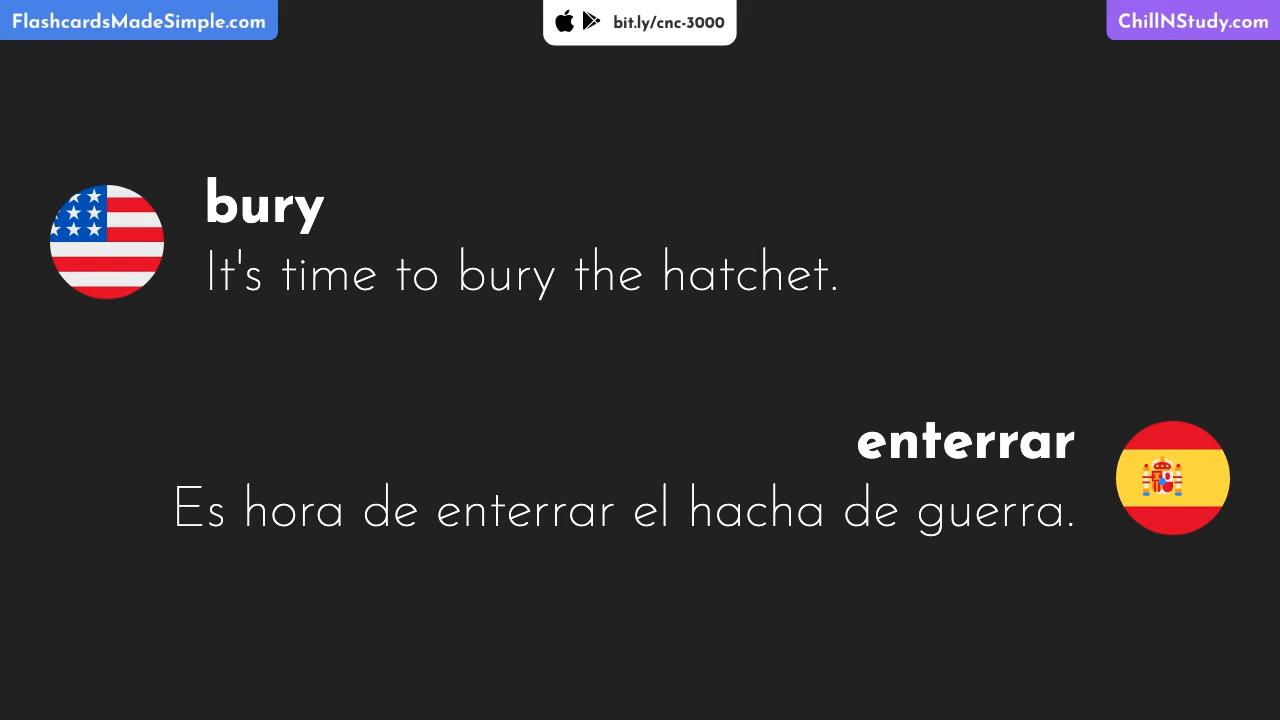 FlashcardsMadeSimple.com
bit.ly/cnc-3000
ChillNStudy.com
bury
It's time to bury the hatchet.
enterrar
Es hora de enterrar el hacha de guerra.